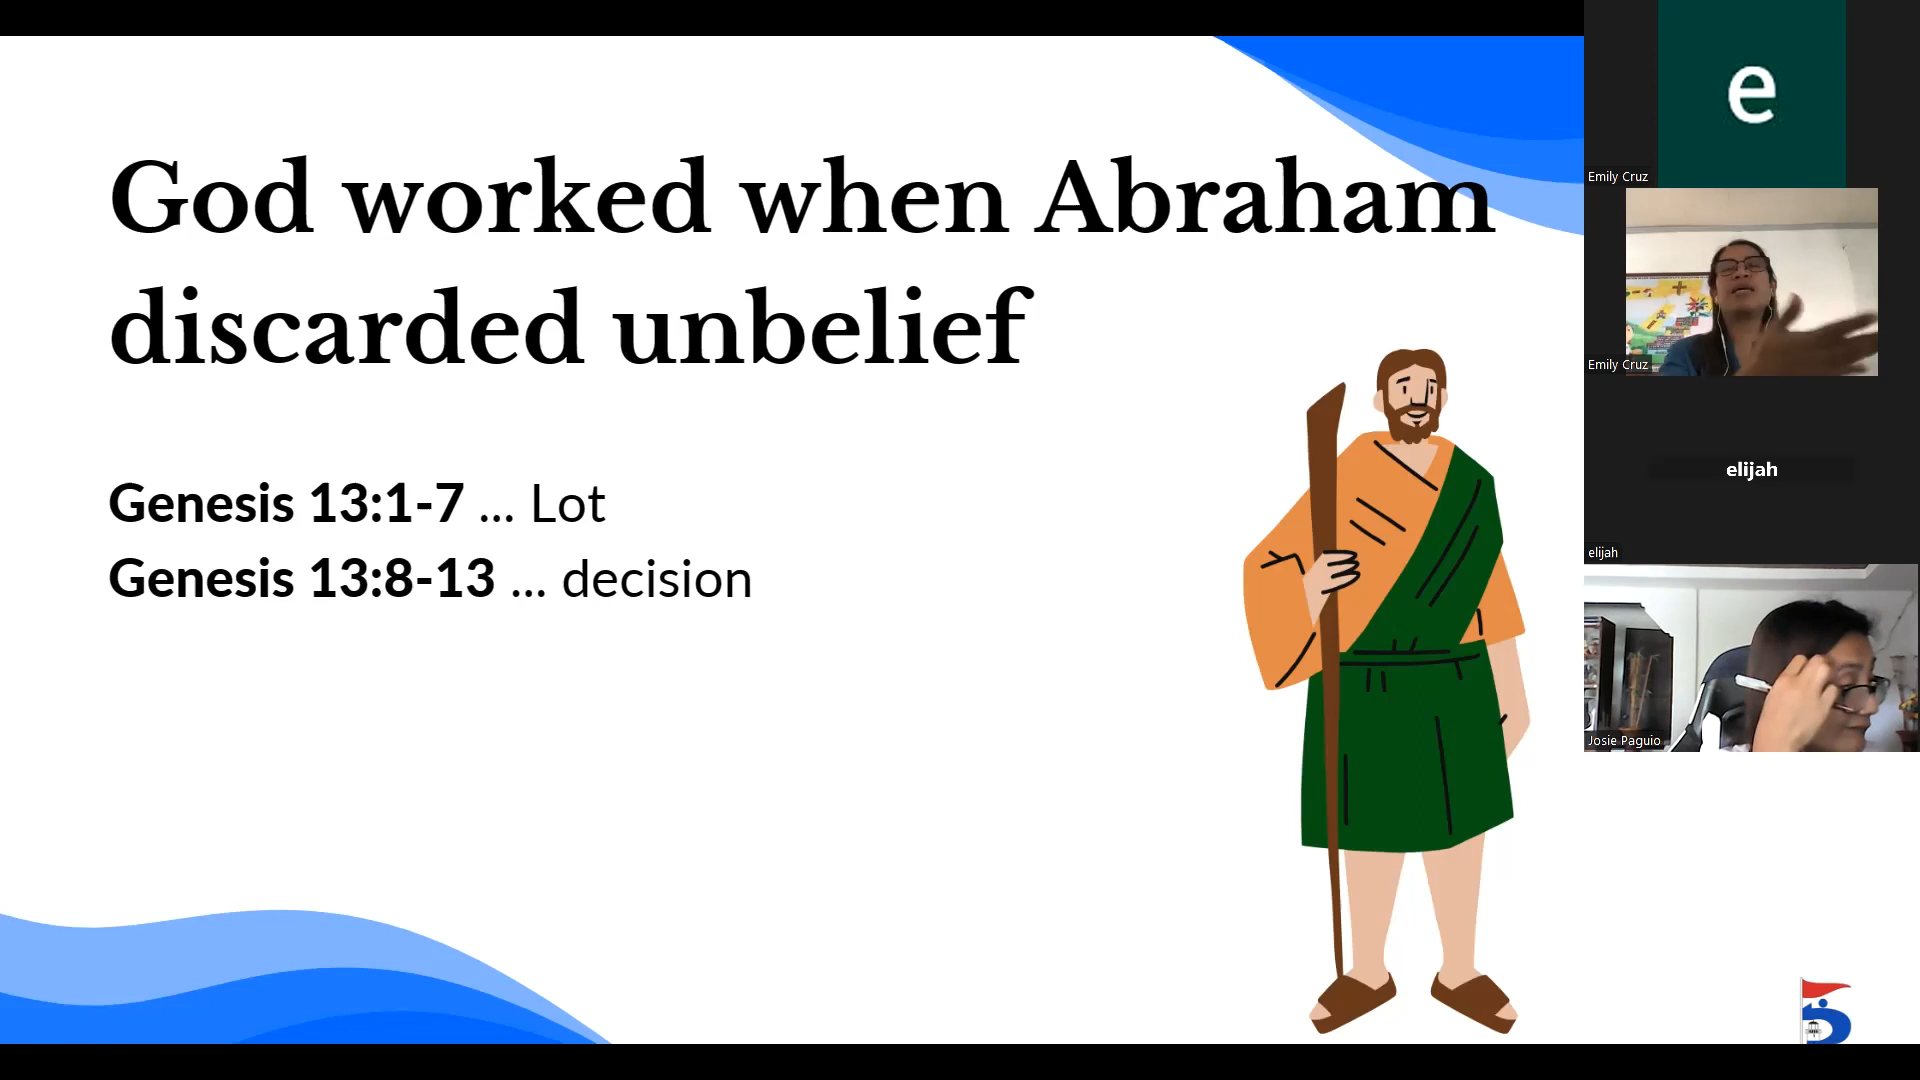 God worked when Abraham
discarded unbelief
Genesis 13:1-7 ... Lot
Genesis 13:8-13 ... decision
e
Emily Cruz
Emily Cruz
elijah
elijah
Josie Paguio
5